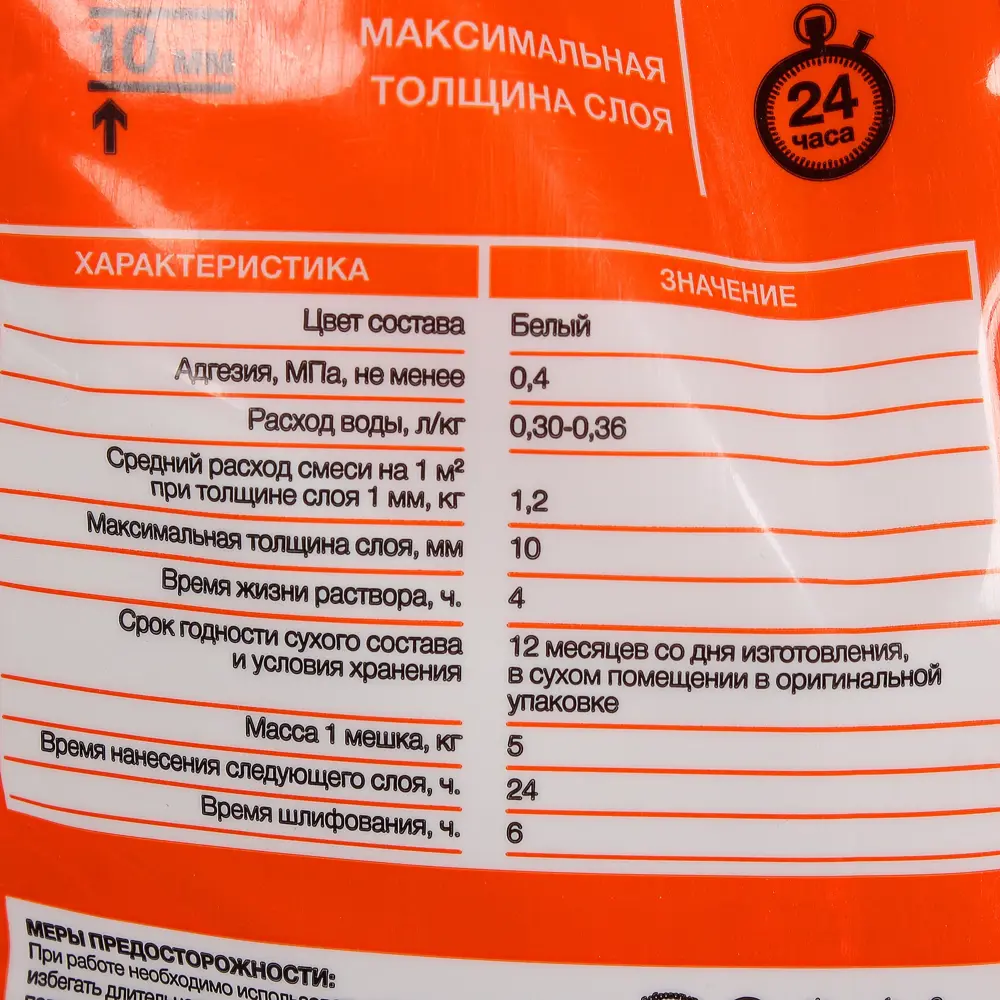 10 мм
МАКСИМАЛЬНАЯ
ТОЛЩИНА СЛОЯ
24
часа
ХАРАКТЕРИСТИКА ЗНАЧЕНИЕ
Цвет состава Белый
Адгезия, МПа, не менее 0,4
Расход воды, л/кг 0,30-0,36
Средний расход смеси на 1 м²
при толщине слоя 1 мм, кг 1,2
Максимальная толщина слоя, мм 10
Время жизни раствора, ч. 4
Срок годности сухого состава
и условия хранения
12 месяцев со дня изготовления,
в сухом помещении в оригинальной
упаковке
Масса 1 мешка, кг 5
Время нанесения следующего слоя, ч. 24
Время шлифования, ч. 6
МЕРЫ ПРЕДОСТОРОЖНОСТИ:
При работе необходимо
избегать